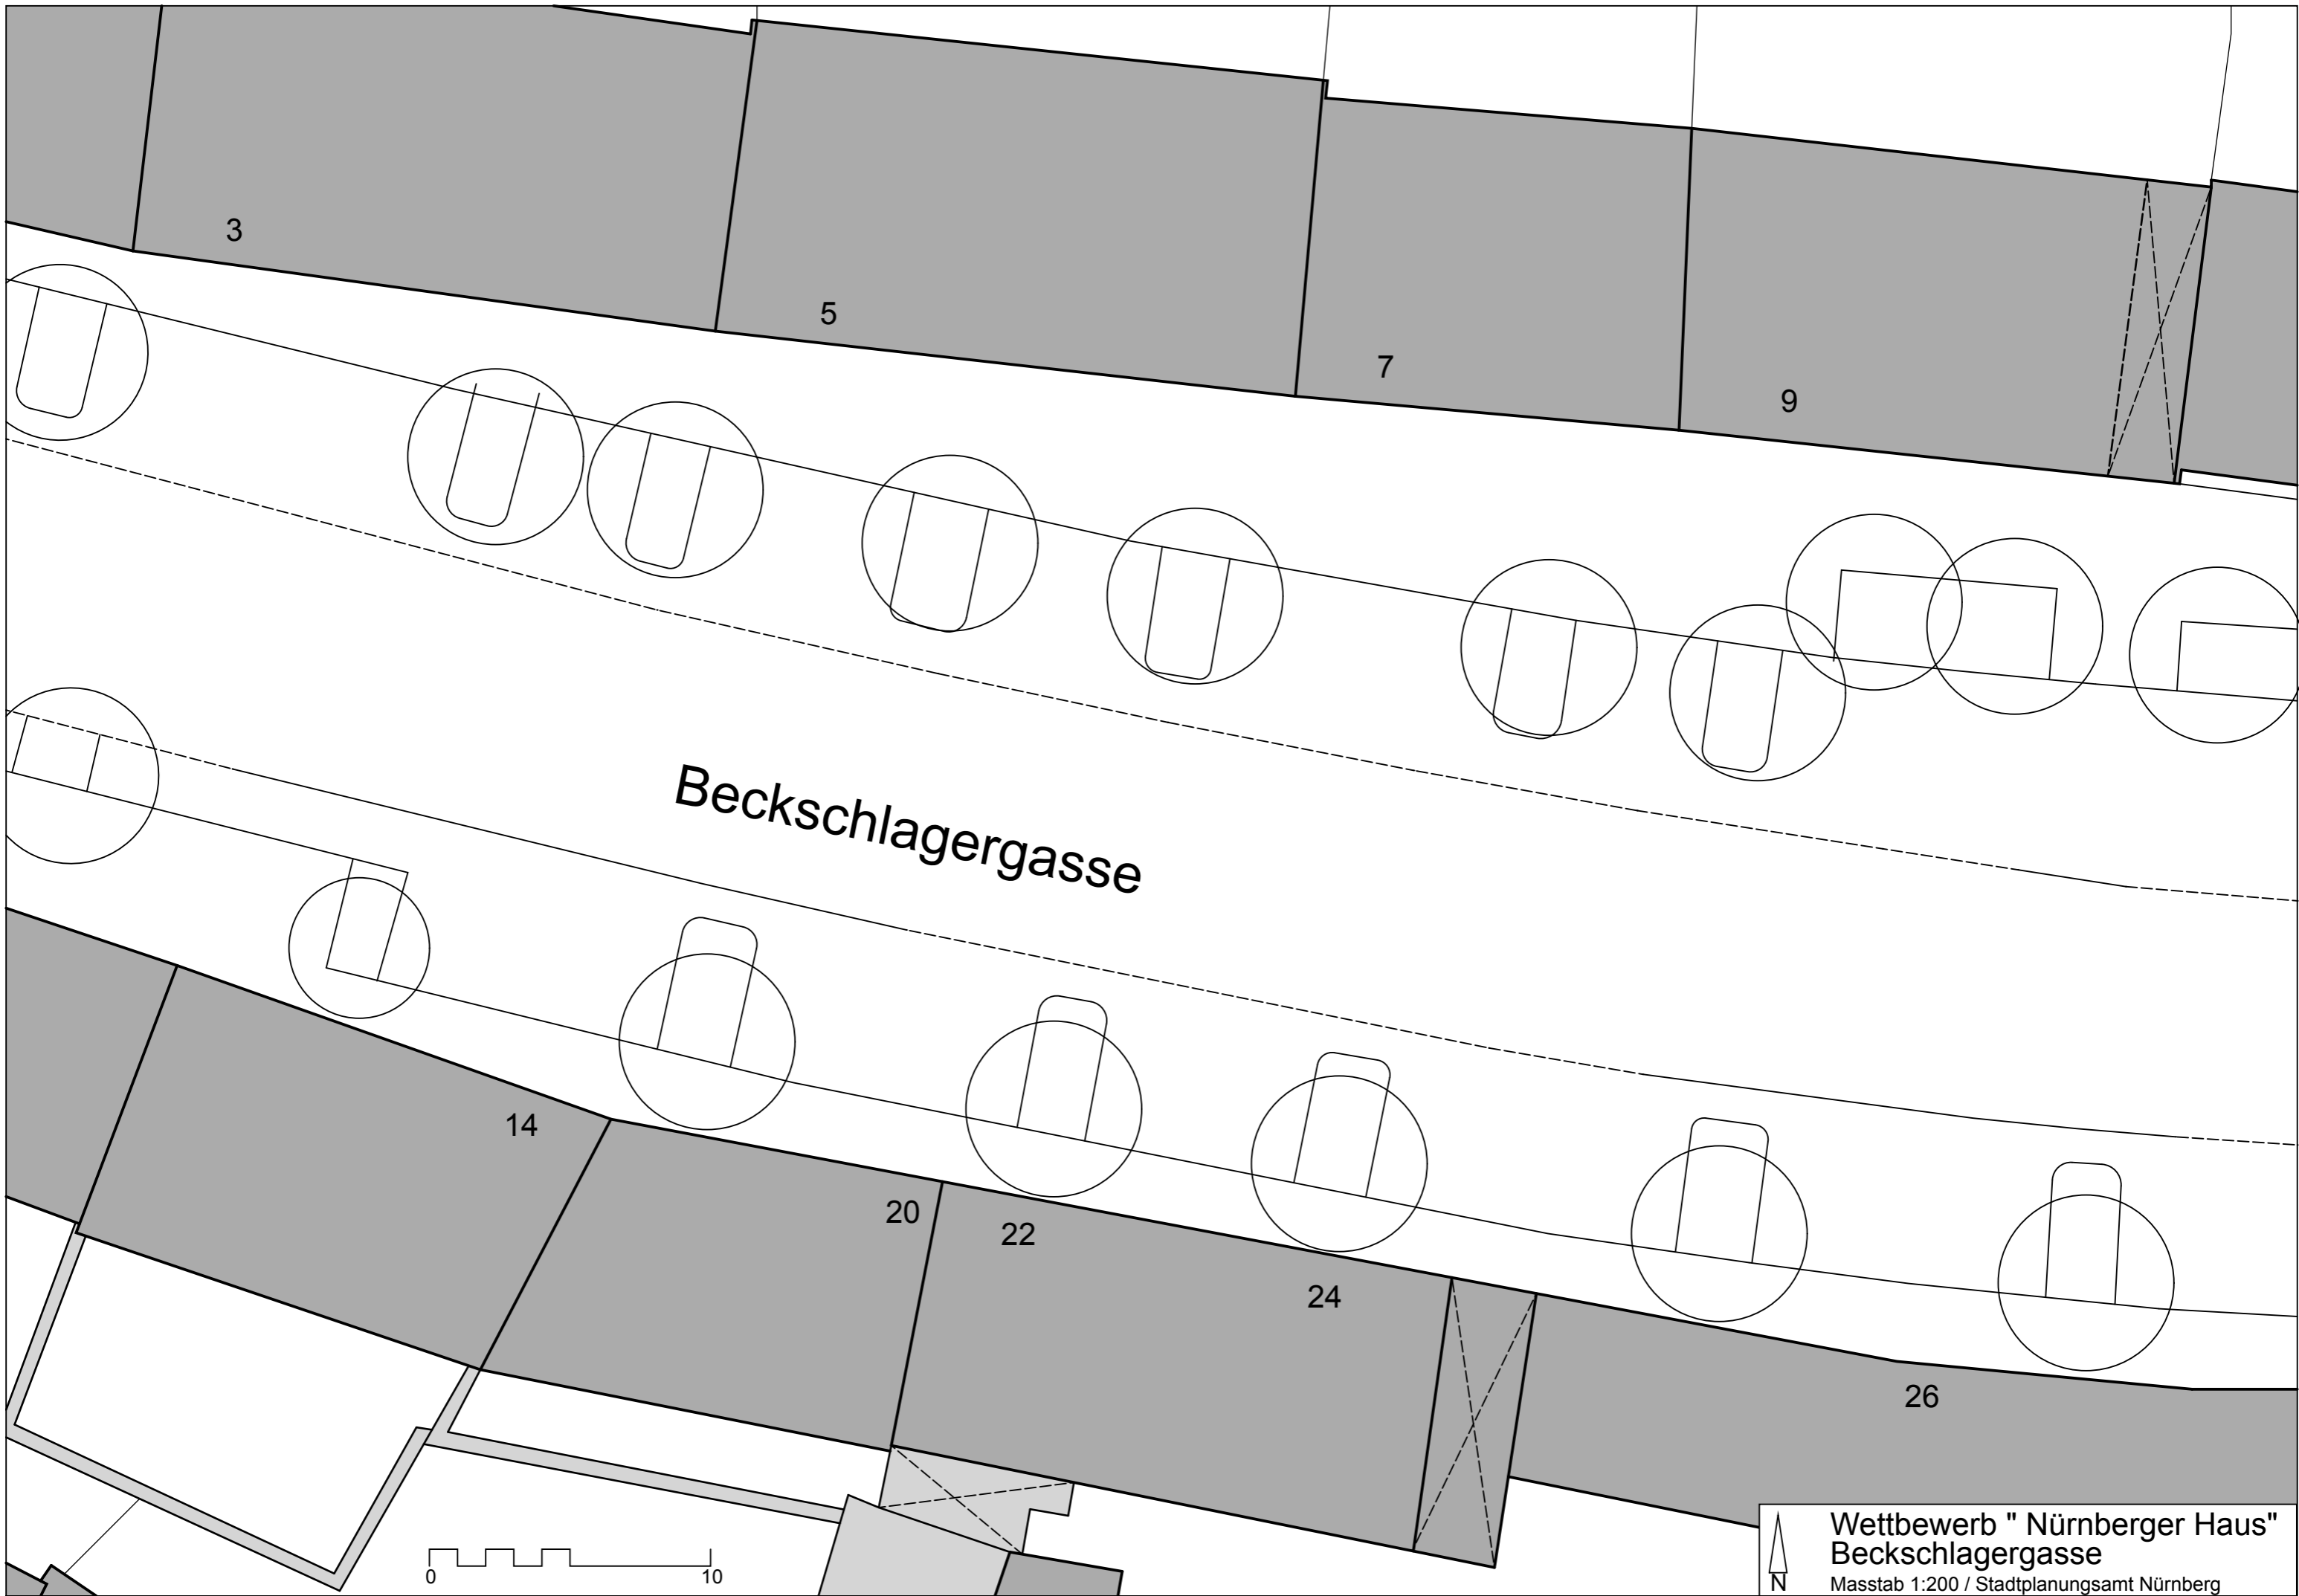 3
5
7
9
Beckschlagergasse
14
20
22
24
26
0
10
N
Wettbewerb " Nürnberger Haus"
Beckschlagergasse
Masstab 1:200 / Stadtplanungsamt Nürnberg